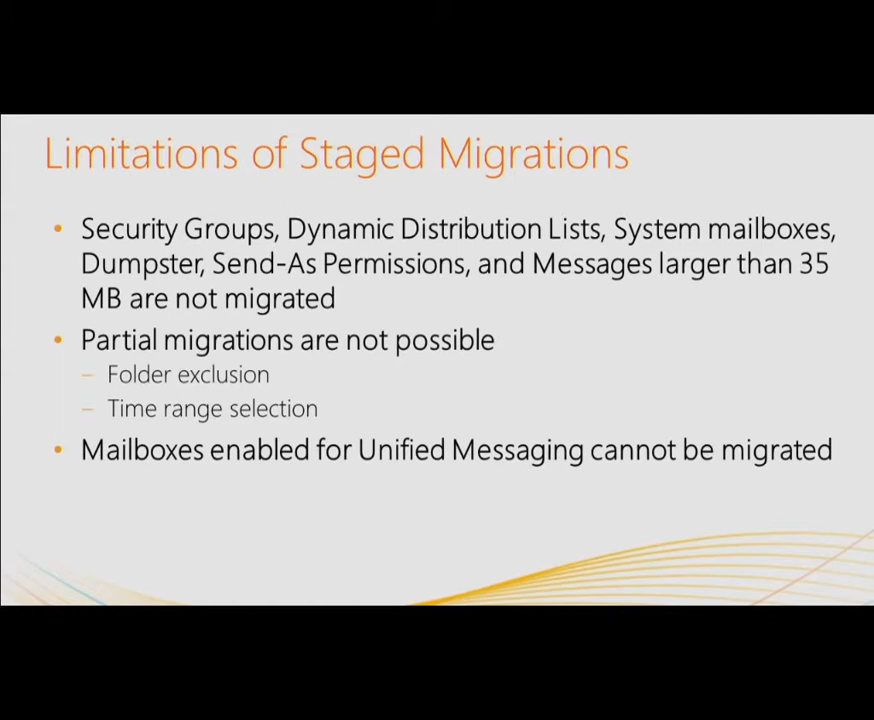 Limitations of Staged Migrations
• Security Groups, Dynamic Distribution Lists, System mailboxes,
Dumpster, Send-As Permissions, and Messages larger than 35
MB are not migrated
• Partial migrations are not possible
– Folder exclusion
– Time range selection
• Mailboxes enabled for Unified Messaging cannot be migrated